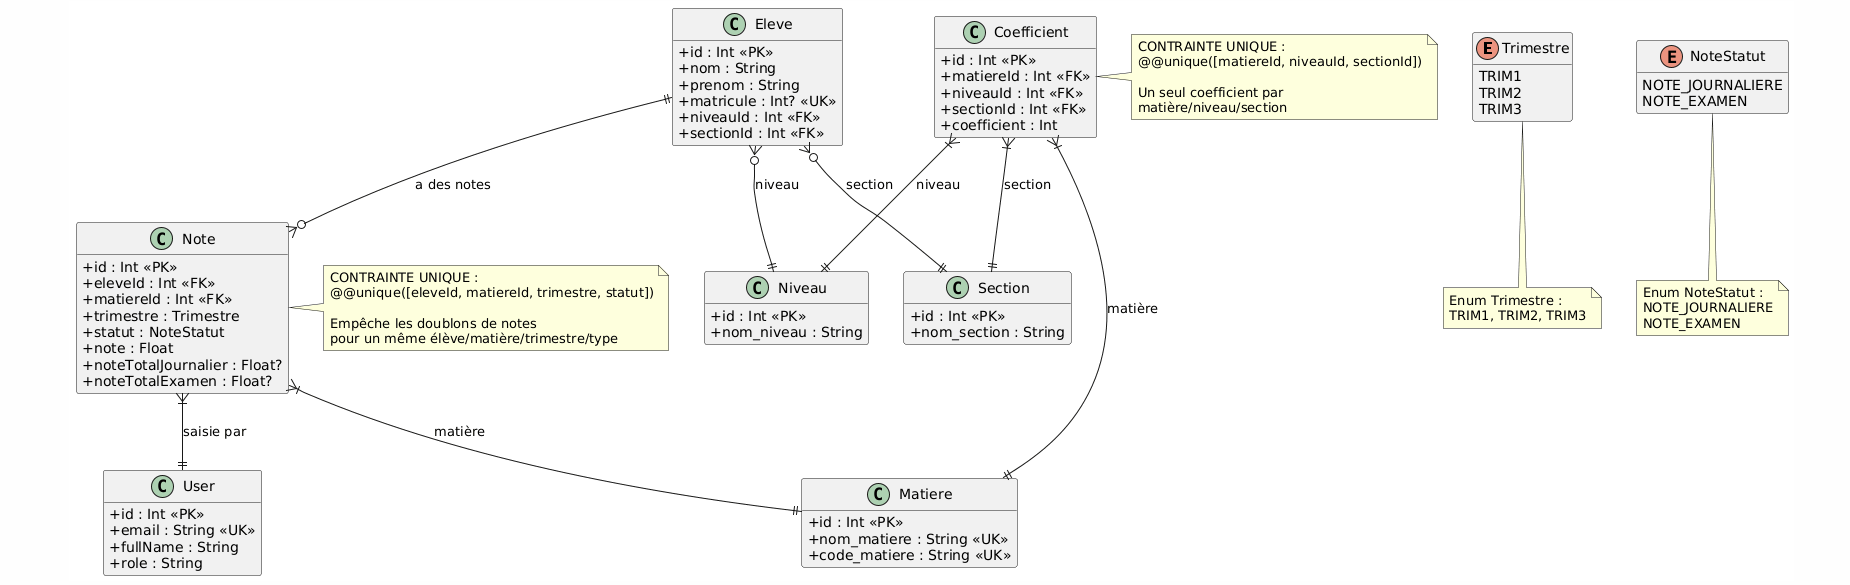 C Eleve
+id : Int «PK»
+nom : String
+prenom : String
+matricule : Int? «UK»
+niveauId : Int «FK»
+sectionId : Int «FK»
C Coefficient
+id : Int «PK»
+matiereId : Int «FK»
+niveauId : Int «FK»
+sectionId : Int «FK»
+coefficient : Int
CONTRAINTE UNIQUE :
@@unique([matiereId, niveauId, sectionId])
Un seul coefficient par
matière/niveau/section
E Trimestre
TRIM1
TRIM2
TRIM3
E NoteStatut
NOTE_JOURNALIERE
NOTE_EXAMEN
a des notes
niveau
section
niveau
section
C Note
+id : Int «PK»
+eleveId : Int «FK»
+matiereId : Int «FK»
+trimestre : Trimestre
+statut : NoteStatut
+note : Float
+noteTotalJournalier : Float?
+noteTotalExamen : Float?
CONTRAINTE UNIQUE :
@@unique([eleveId, matiereId, trimestre, statut])
Empêche les doublons de notes
pour un même élève/matière/trimestre/type
C Niveau
+id : Int «PK»
+nom_niveau : String
C Section
+id : Int «PK»
+nom_section : String
matière
Enum Trimestre :
TRIM1, TRIM2, TRIM3
Enum NoteStatut :
NOTE_JOURNALIERE
NOTE_EXAMEN
saisie par
matière
C User
+id : Int «PK»
+email : String «UK»
+fullName : String
+role : String
C Matiere
+id : Int «PK»
+nom_matiere : String «UK»
+code_matiere : String «UK»